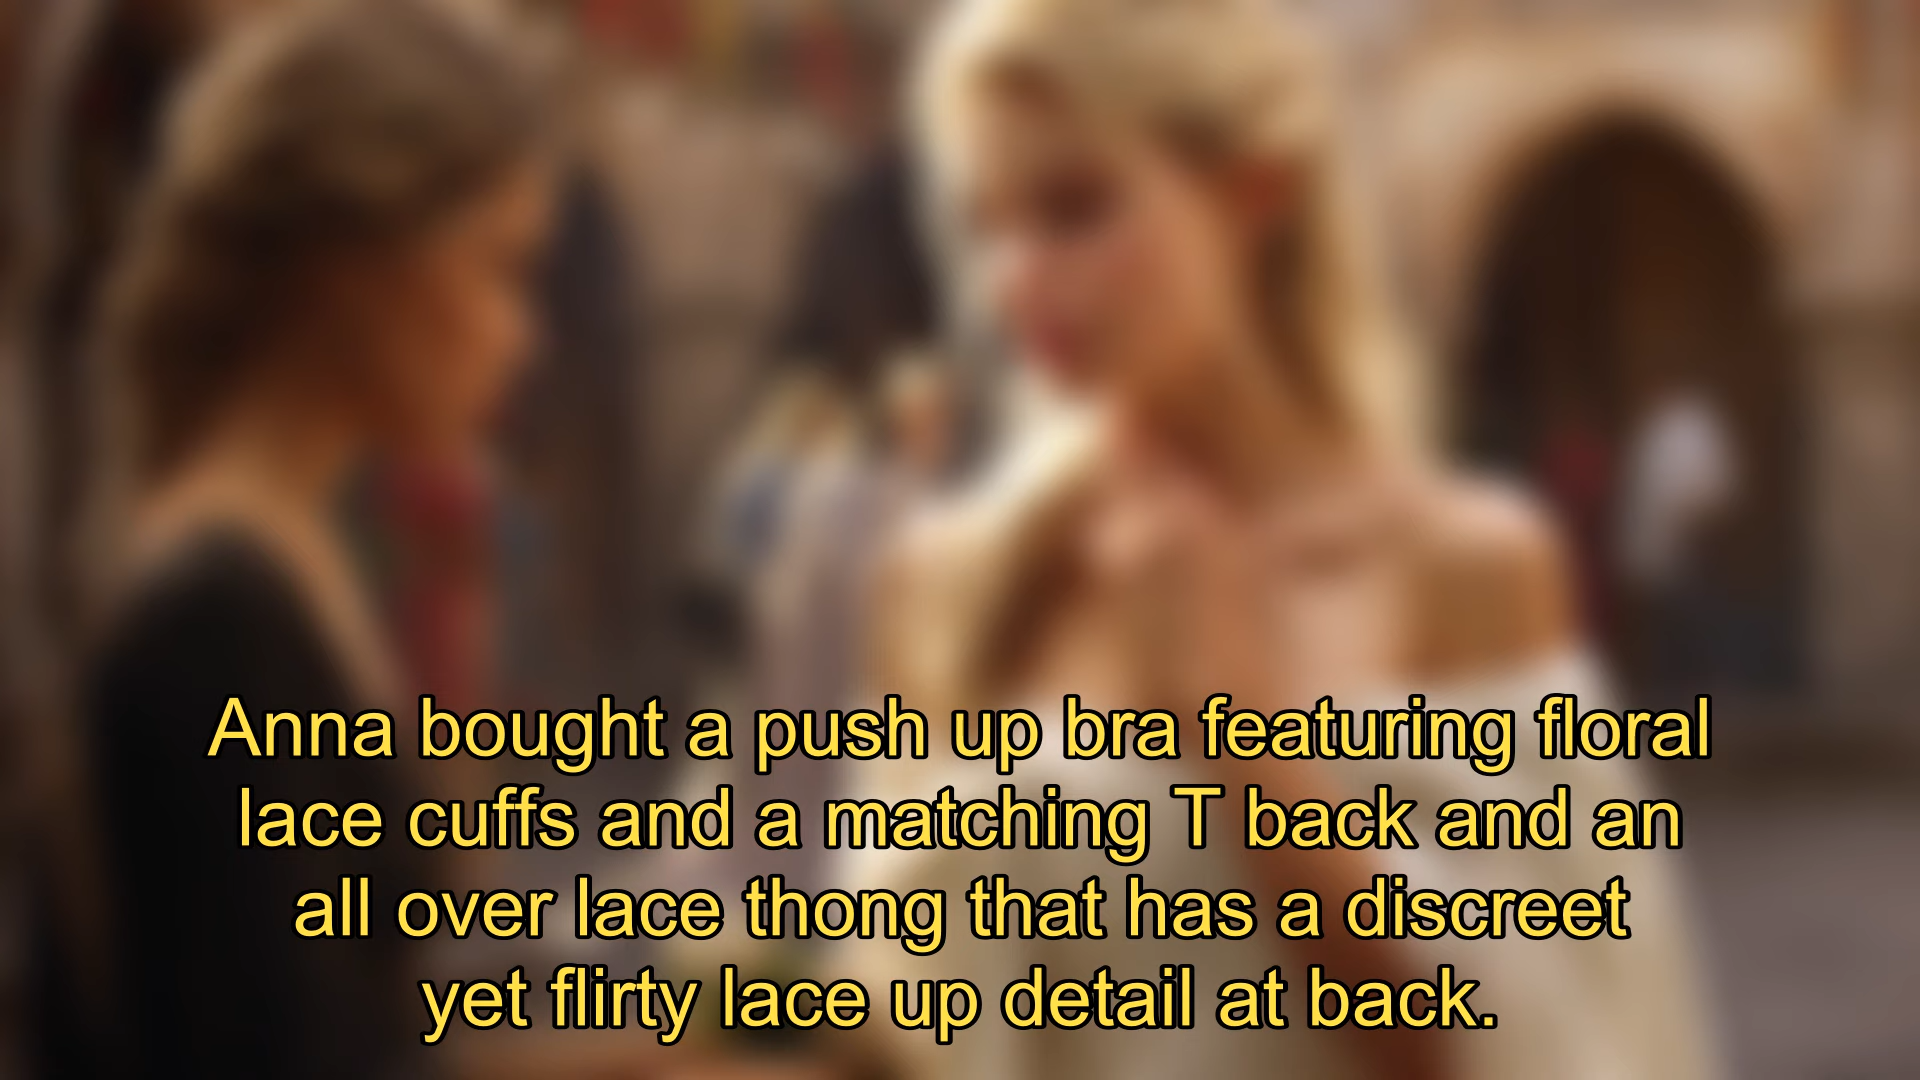 Anna bought a push up bra featuring floral
lace cuffs and a matching T back and an
all over lace thong that has a discreet
yet flirty lace up detail at back.